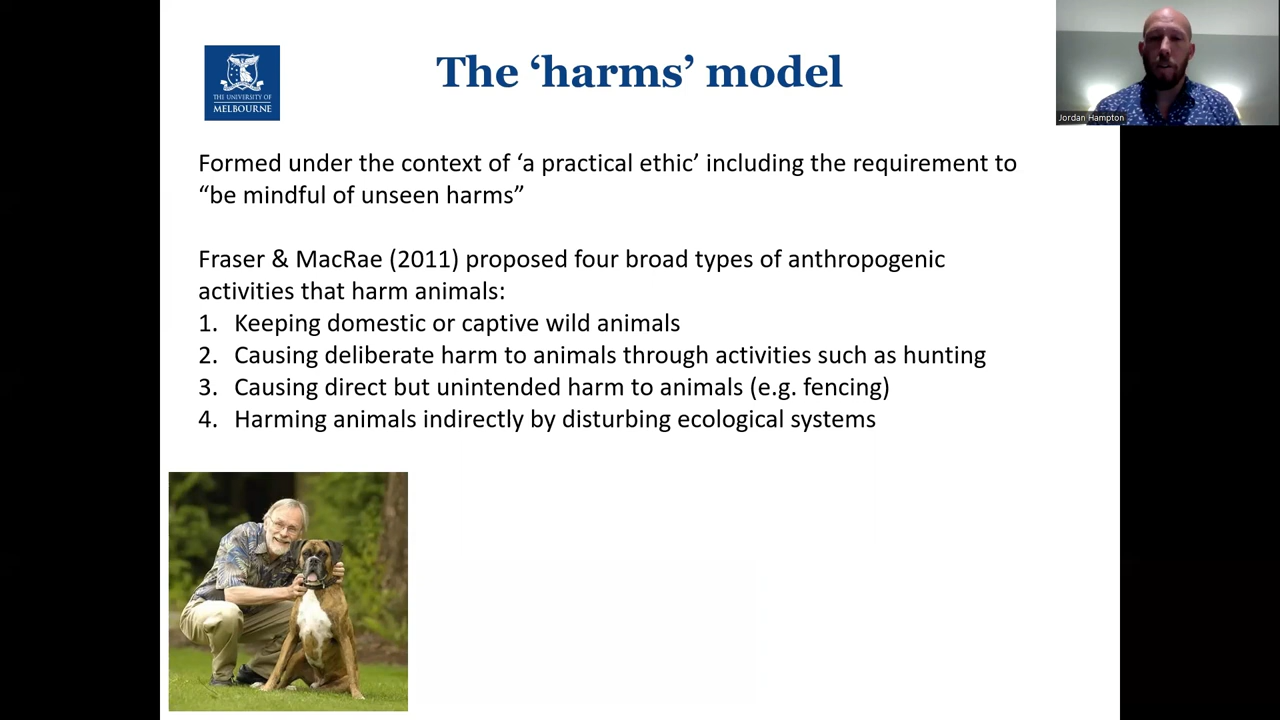 The ‘harms’ model
THE UNIVERSITY OF
MELBOURNE
Jordan Hampton
Formed under the context of ‘a practical ethic’ including the requirement to
“be mindful of unseen harms”
Fraser & MacRae (2011) proposed four broad types of anthropogenic
activities that harm animals:
1. Keeping domestic or captive wild animals
2. Causing deliberate harm to animals through activities such as hunting
3. Causing direct but unintended harm to animals (e.g. fencing)
4. Harming animals indirectly by disturbing ecological systems